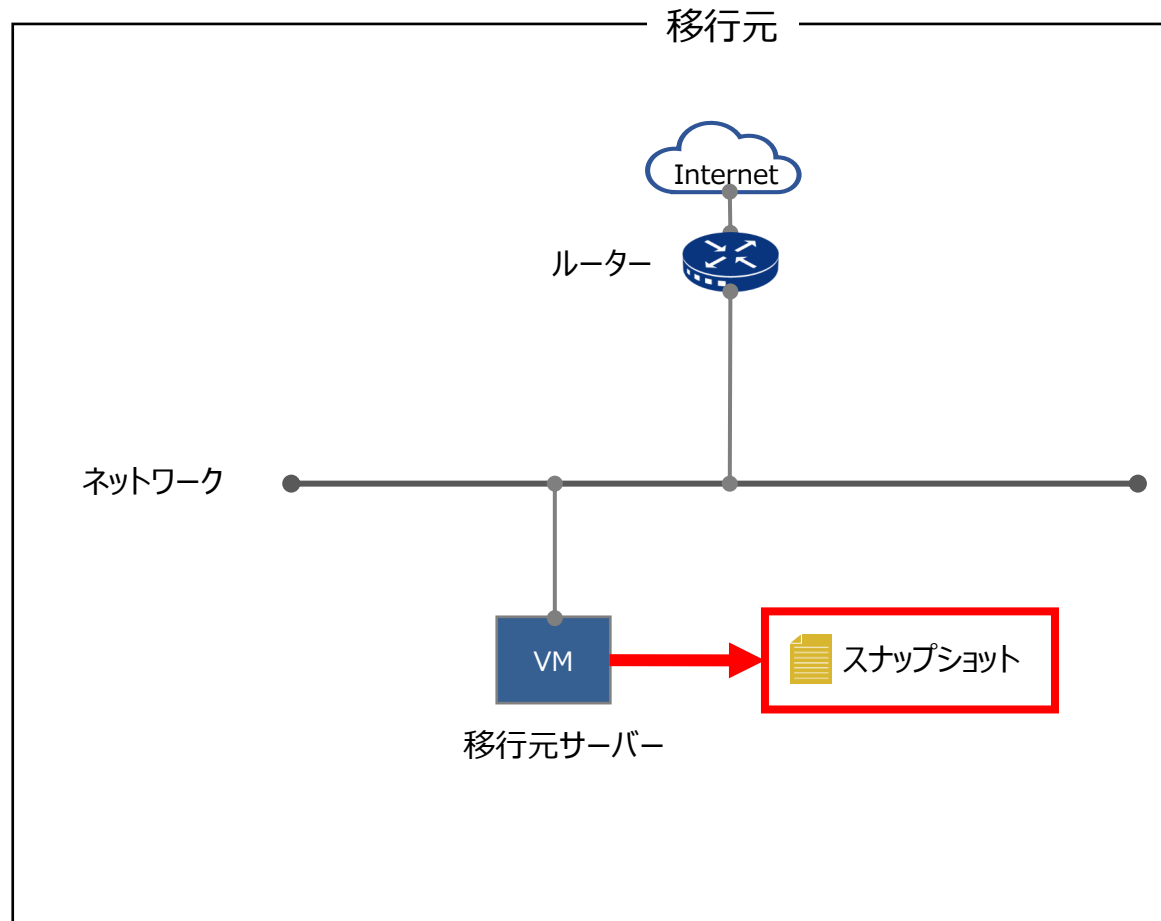 移行元
Internet
ルーター
ネットワーク
VM
スナップショット
移行元サーバー